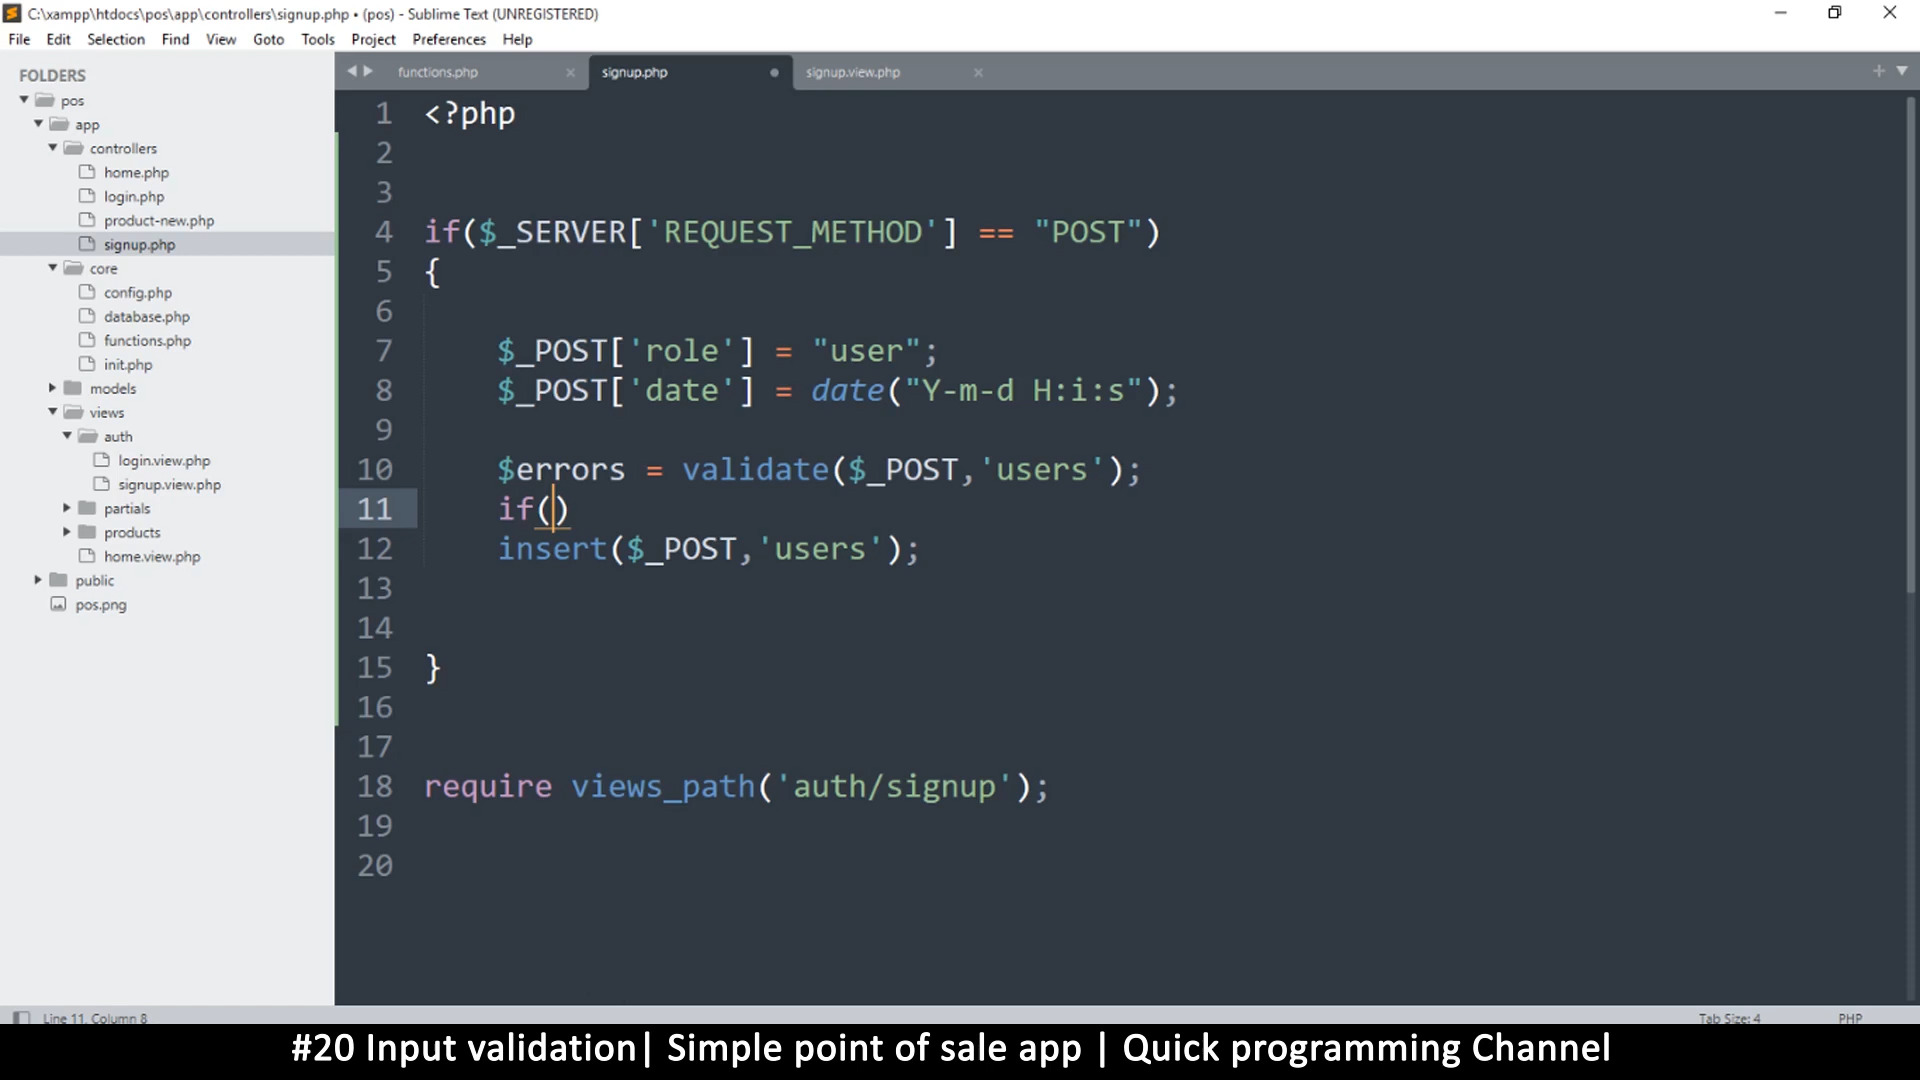 C:\xampp\htdocs\pos\app\controllers\signup.php • (pos) - Sublime Text (UNREGISTERED)
File Edit Selection Find View Goto Tools Project Preferences Help
FOLDERS
pos
app
controllers
home.php
login.php
product-new.php
signup.php
core
config.php
database.php
functions.php
init.php
models
views
auth
login.view.php
signup.view.php
partials
products
home.view.php
public
pos.png
functions.php signup.php signup.view.php
1 <?php
2
3
4 if($_SERVER['REQUEST_METHOD'] == "POST")
5 {
6
7 $_POST['role'] = "user";
8 $_POST['date'] = date("Y-m-d H:i:s");
9
10 $errors = validate($_POST,'users');
11 if()
12 insert($_POST,'users');
13
14
15 }
16
17
18 require views_path('auth/signup');
19
20
Line 11, Column 8 Tab Size: 4 PHP
#20 Input validation| Simple point of sale app | Quick programming Channel